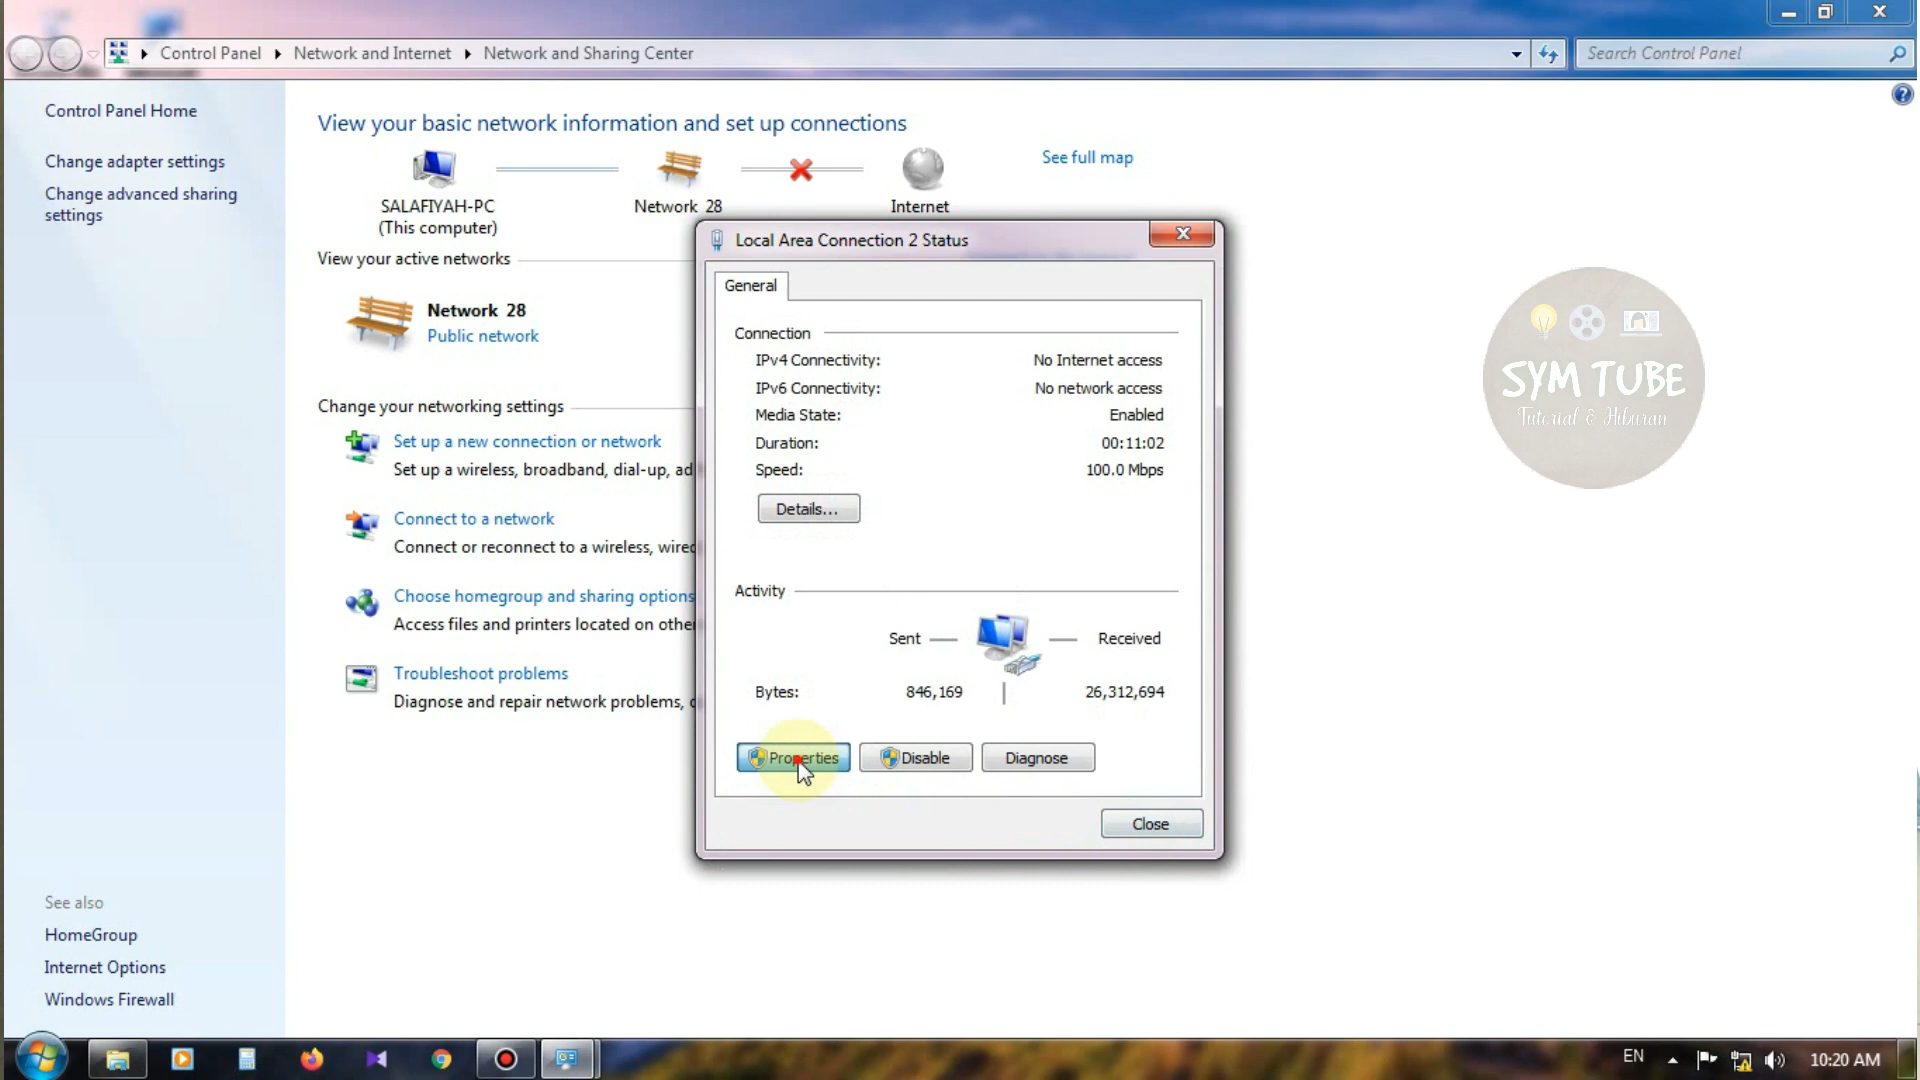 Control Panel
Network and Internet
Network and Sharing Center
Search Control Panel
Control Panel Home
Change adapter settings
Change advanced sharing
settings
View your basic network information and set up connections
See full map
SALAFIYAH-PC
(This computer)
Network 28
Internet
View your active networks
Network 28
Public network
Change your networking settings
Set up a new connection or network
Set up a wireless, broadband, dial-up, ad
Connect to a network
Connect or reconnect to a wireless, wired
Choose homegroup and sharing options
Access files and printers located on other
Troubleshoot problems
Diagnose and repair network problems,
Local Area Connection 2 Status
General
Connection
IPv4 Connectivity: No Internet access
IPv6 Connectivity: No network access
Media State: Enabled
Duration: 00:11:02
Speed: 100.0 Mbps
Details...
Activity
Sent
Received
Bytes: 846,169 26,312,694
Properties
Disable
Diagnose
Close
SYM TUBE
Tutorial & Hiburan
See also
HomeGroup
Internet Options
Windows Firewall
EN
10:20 AM